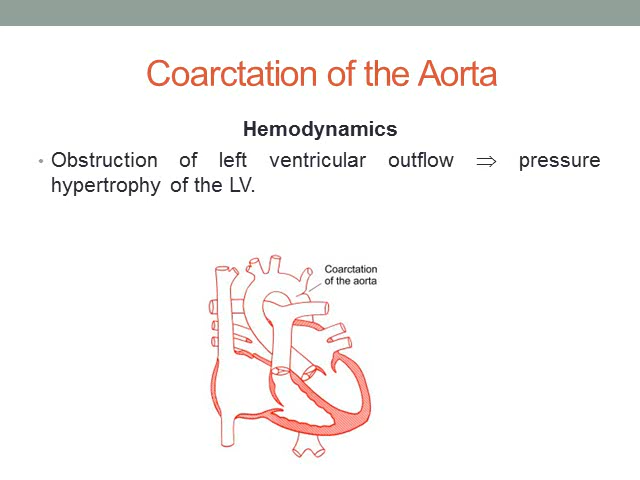 Coarctation of the Aorta
Hemodynamics
• Obstruction of left ventricular outflow ⇒ pressure
hypertrophy of the LV.
Coarctation
of the aorta